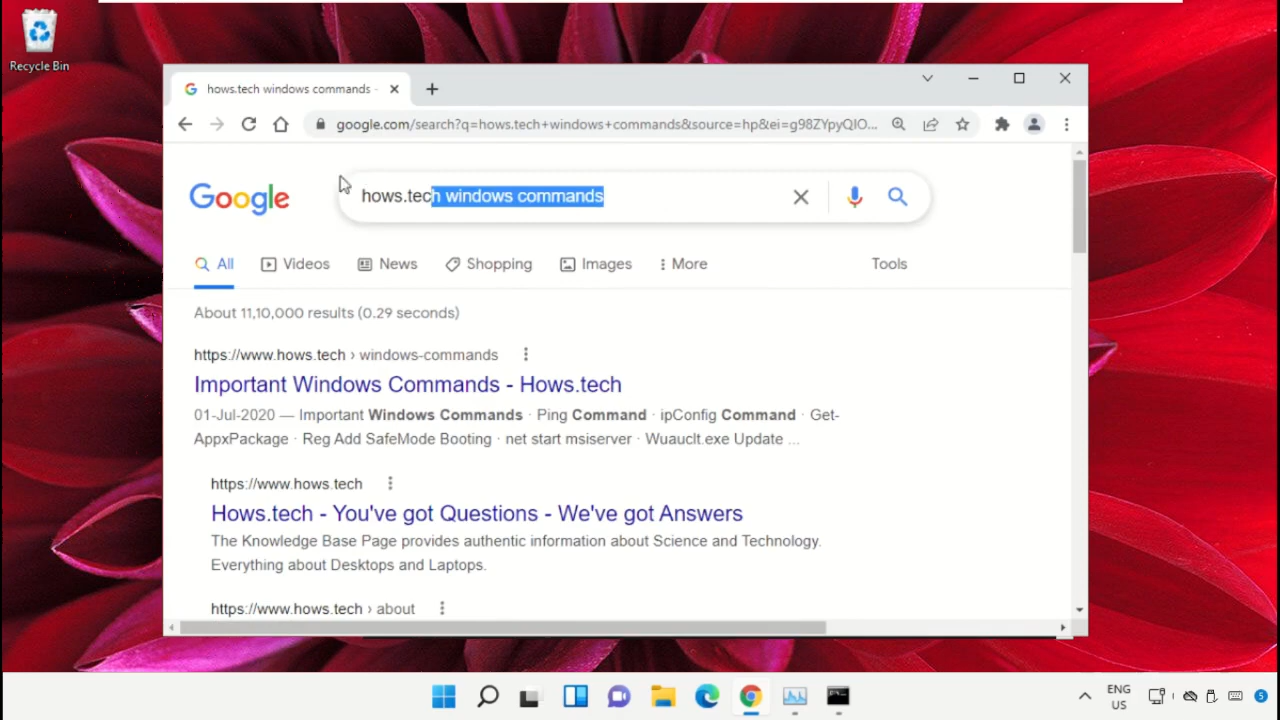 Recycle Bin
hows.tech windows commands -
google.com/search?q=hows.tech+windows+commands&source=hp&ei=g98ZYpyQIO...
Google
hows.tech windows commands
All Videos News Shopping Images More Tools
About 11,10,000 results (0.29 seconds)
https://www.hows.tech › windows-commands
Important Windows Commands - Hows.tech
01-Jul-2020 — Important Windows Commands · Ping Command · ipConfig Command · Get-
AppxPackage · Reg Add SafeMode Booting · net start msiserver · Wuauclt.exe Update ...
https://www.hows.tech
Hows.tech - You've got Questions - We've got Answers
The Knowledge Base Page provides authentic information about Science and Technology.
Everything about Desktops and Laptops.
https://www.hows.tech › about
ENG
US
5